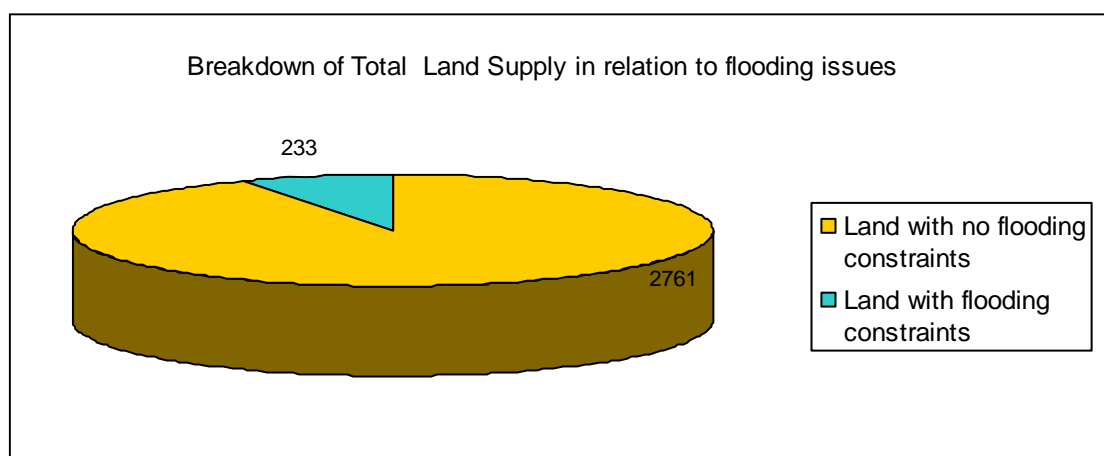 Breakdown of Total  Land Supply in relation to flooding issues
233
2761
Land with no flooding
constraints
Land with flooding
constraints